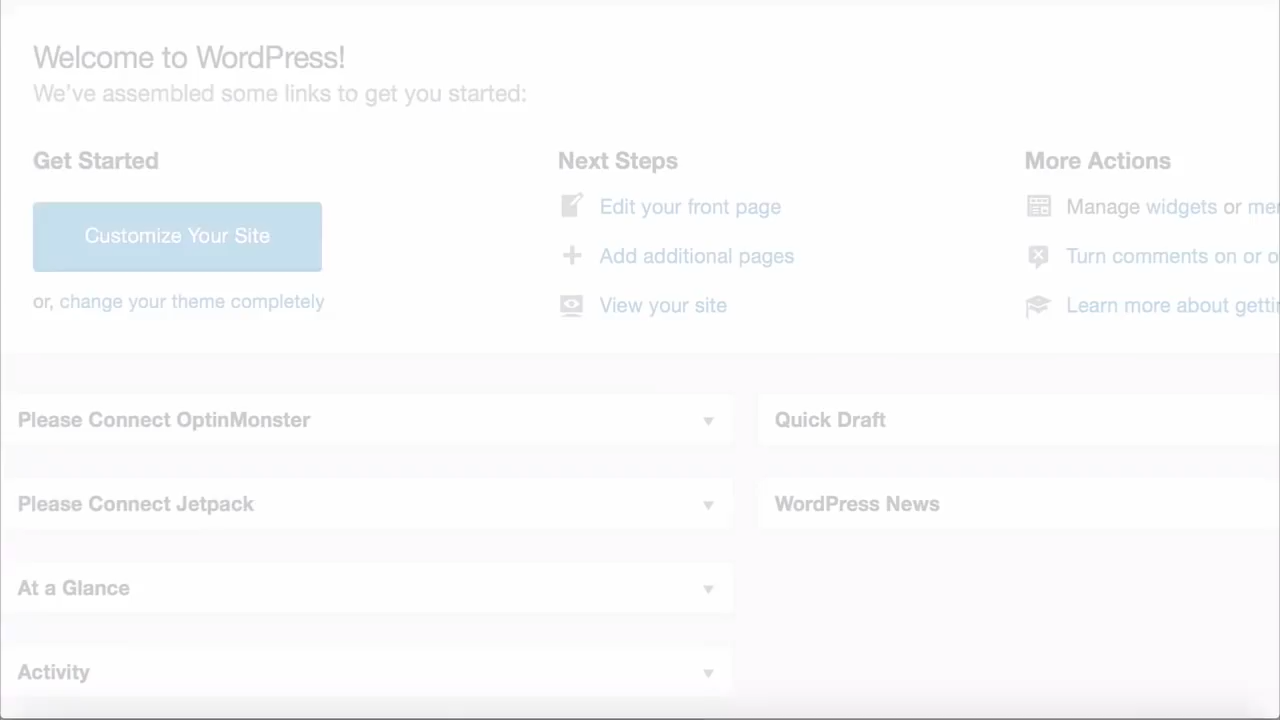 Welcome to WordPress!
We've assembled some links to get you started:
Get Started
Customize Your Site
or, change your theme completely
Next Steps
Edit your front page
Add additional pages
View your site
More Actions
Manage widgets or
Turn comments on or
Learn more about
Please Connect OptinMonster
Quick Draft
Please Connect Jetpack
WordPress News
At a Glance
Activity